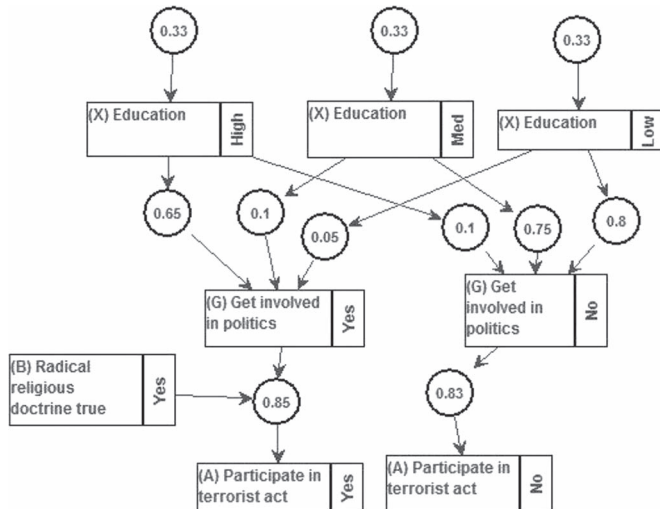 0.33
0.33
0.33
(X) Education
High
(X) Education
Med
(X) Education
Low
0.65
0.1
0.05
0.1
0.75
0.8
(G) Get involved
in politics
Yes
(G) Get
involved in
politics
No
(B) Radical
religious
doctrine true
Yes
0.85
0.83
(A) Participate in
terrorist act
Yes
(A) Participate in
terrorist act
No